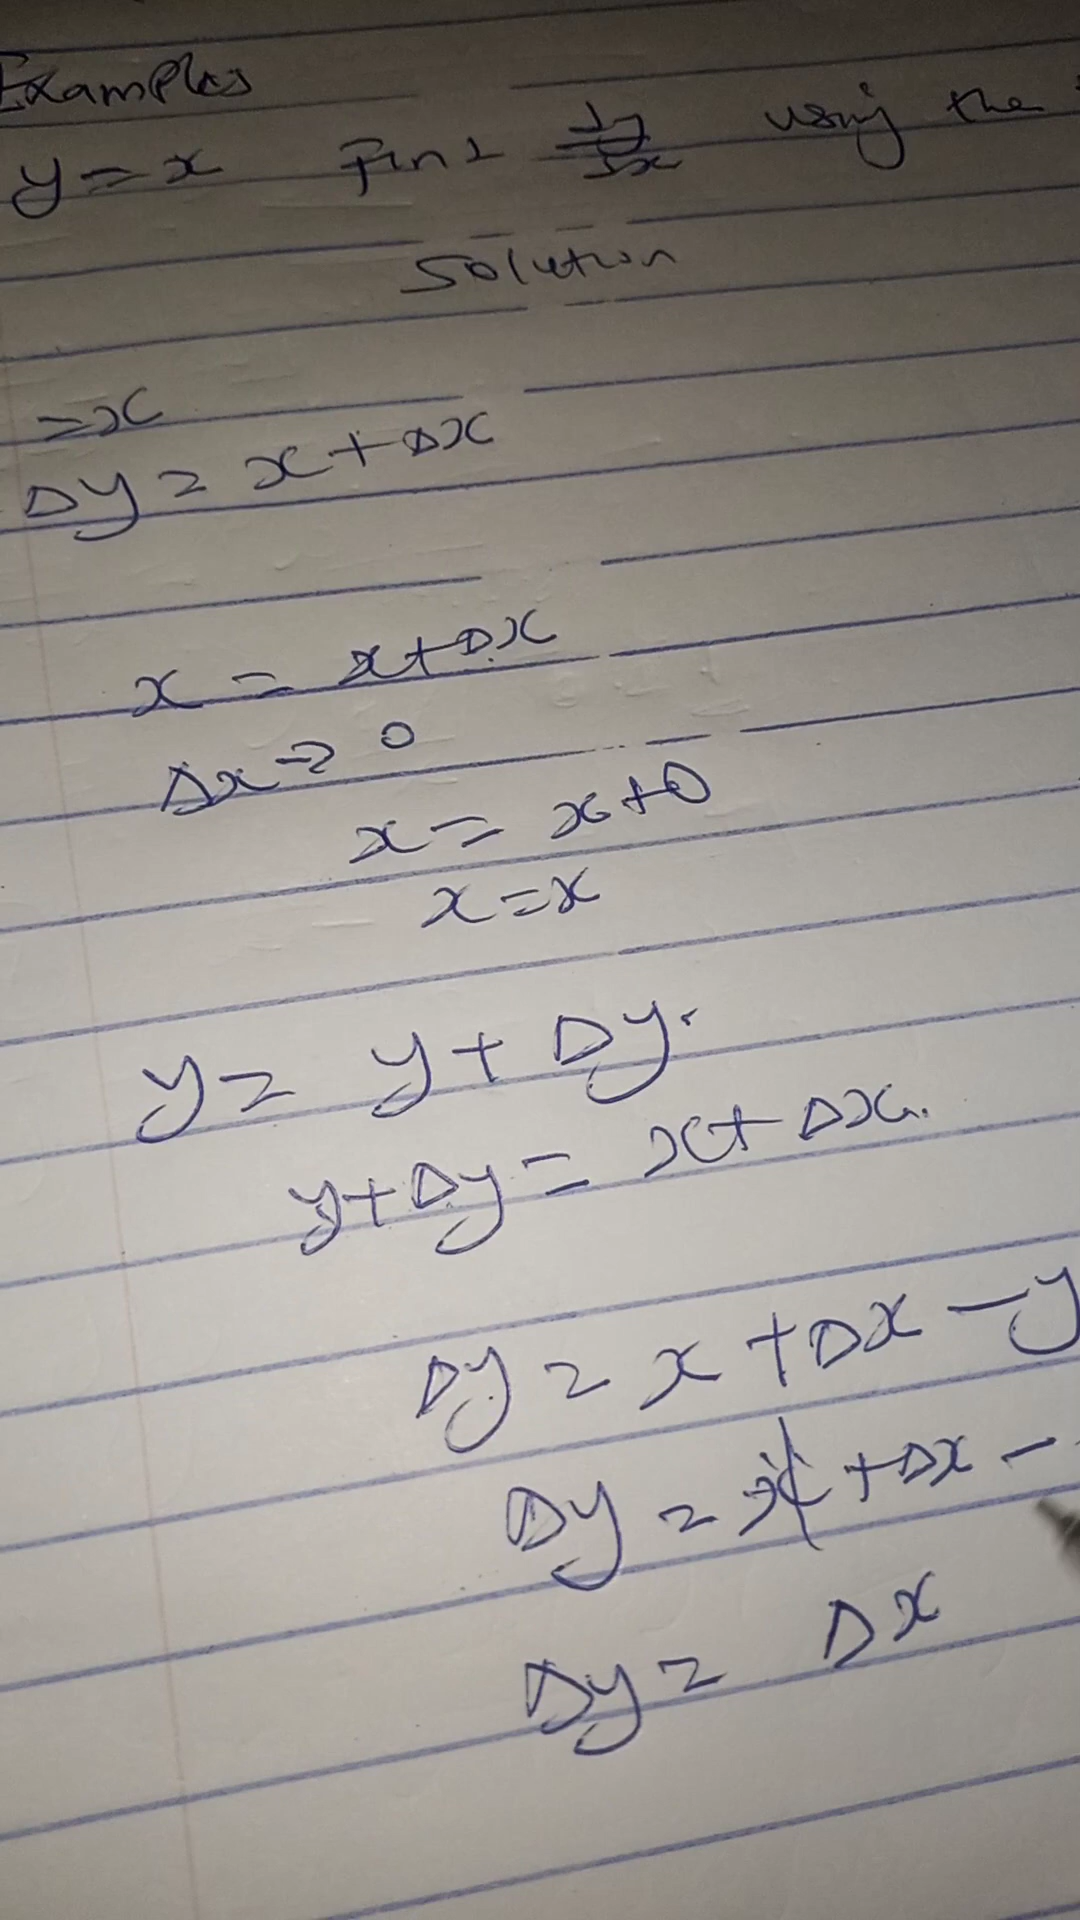 Examples
y = x Find dy/dx using the
Solution
= x
Δy = x + Δx
x = x + Δx
Δx → 0
x = x + 0
x = x
y = y + Δy.
y + Δy = x + Δx.
Δy = x + Δx - y
Δy = x + Δx -
Δy = Δx